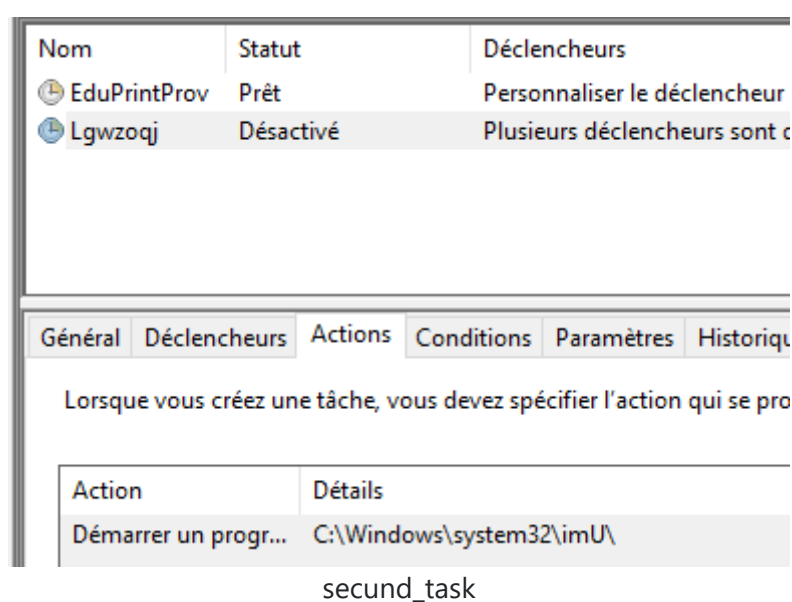 Nom Statut Déclencheurs
EduPrintProv Prêt Personnaliser le déclencheur
Lgwzoqj Désactivé Plusieurs déclencheurs sont
Général Déclencheurs Actions Conditions Paramètres Historiqu
Lorsque vous créez une tâche, vous devez spécifier l'action qui se pro
Action Détails
Démarrer un progr... C:\Windows\system32\imU\
secund_task